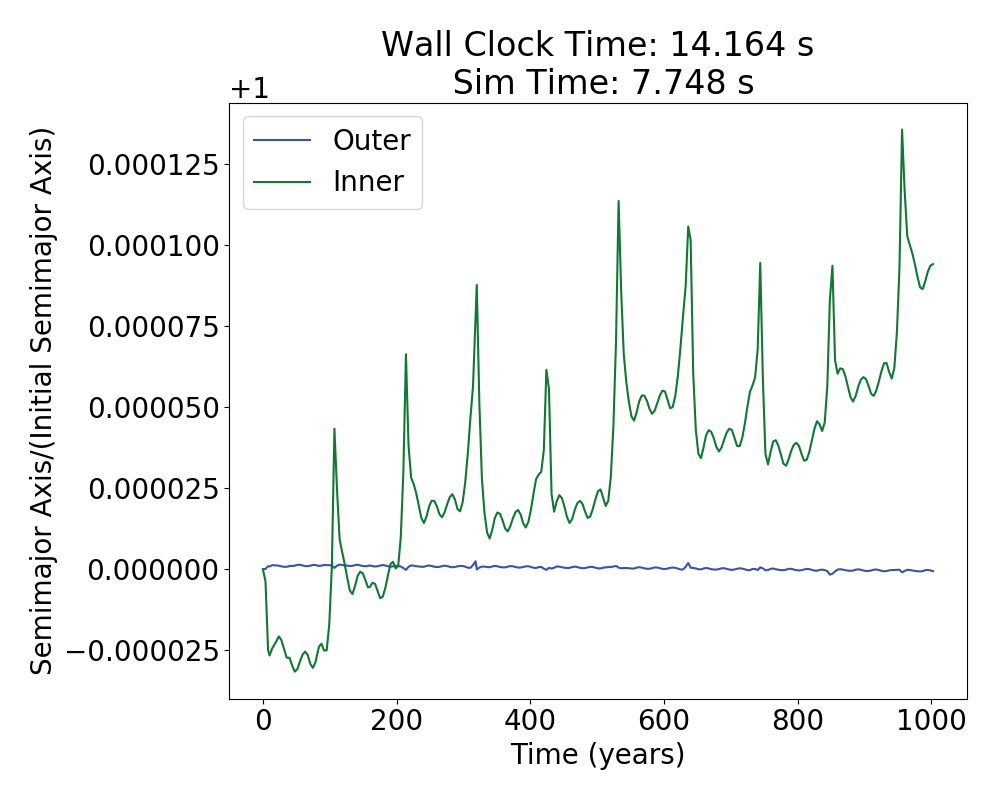 Wall Clock Time: 14.164 s
Sim Time: 7.748 s
+1
Outer
Inner
0.000125
0.000100
0.000075
0.000050
0.000025
0.000000
−0.000025
Semimajor Axis/(Initial Semimajor Axis)
0 200 400 600 800 1000
Time (years)